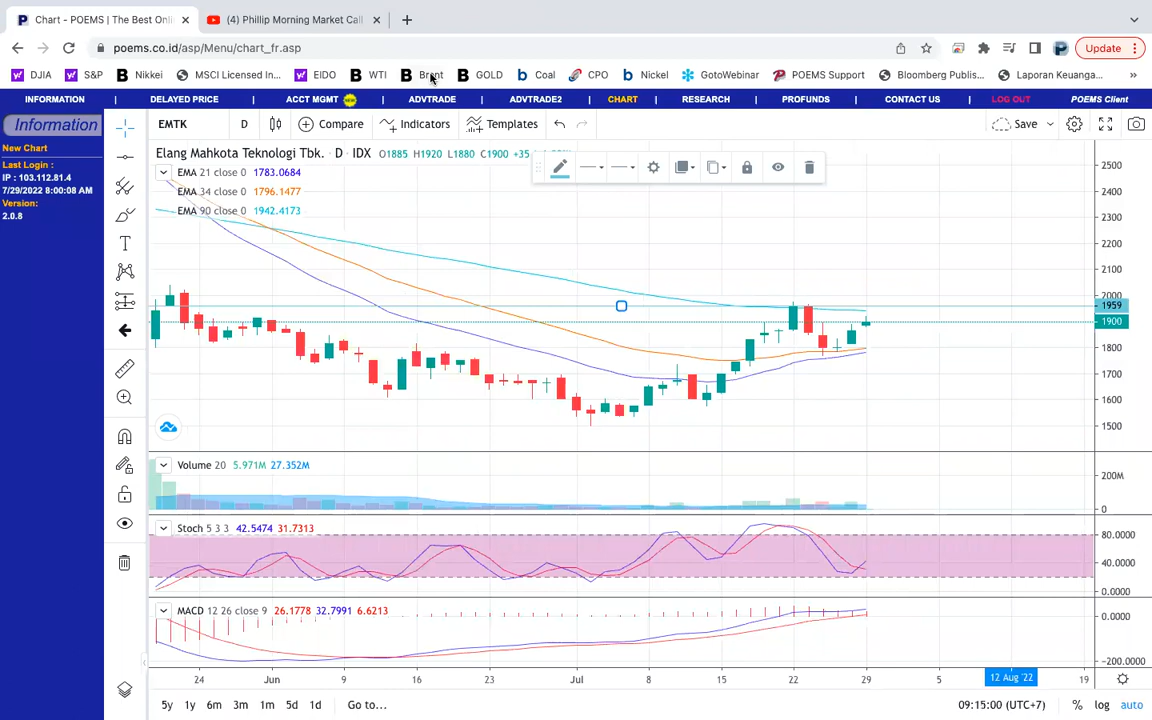 Chart - POEMS | The Best Onli
(4) Phillip Morning Market Call
poems.co.id/asp/Menu/chart_fr.asp
Update
DJIA
S&P
Nikkei
MSCI Licensed In...
EIDO
WTI
Brent
GOLD
Coal
CPO
Nickel
GotoWebinar
POEMS Support
Bloomberg Publis...
Laporan Keuanga...
»
INFORMATION | DELAYED PRICE | ACCT MGMT | ADVTRADE | ADVTRADE2 | CHART | RESEARCH | PROFUNDS | CONTACT US | LOG OUT POEMS Client
Information
New Chart
Last Login :
IP : 103.112.81.4
7/29/2022 8:00:08 AM
Version:
2.0.8
EMTK D Compare Indicators Templates Save
Elang Mahkota Teknologi Tbk. · D · IDX O1885 H1920 L1880 C1900 +35
EMA 21 close 0 1783.0684
EMA 34 close 0 1796.1477
EMA 90 close 0 1942.4173
2500
2400
2300
2200
2100
2000
1959
1900
1800
1700
1600
1500
Volume 20 5.971M 27.352M
200M
0
Stoch 5 3 3 42.5474 31.7313
80.0000
40.0000
0.0000
MACD 12 26 close 9 26.1778 32.7991 6.6213
0.0000
-200.0000
24 Jun 9 16 23 Jul 8 15 22 29 5 12 Aug '22 19
5y 1y 6m 3m 1m 5d 1d Go to... 09:15:00 (UTC+7) % log auto